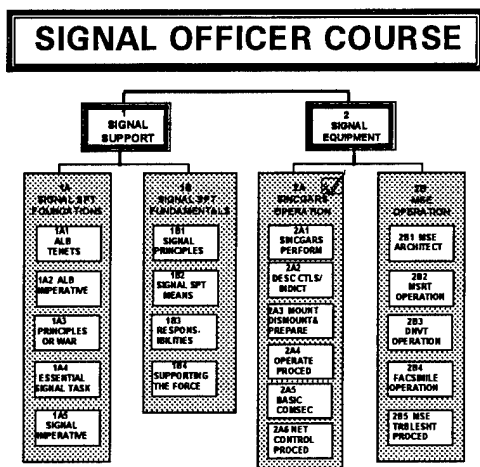 SIGNAL OFFICER COURSE
1
SIGNAL
SUPPORT
2
SIGNAL
EQUIPMENT
1A
SIGNAL SPT
FOUNDATIONS
1A1
ALB
TENETS
1A2 ALB
IMPERATIVE
1A3
PRINCIPLES
OR WAR
1A4
ESSENTIAL
SIGNAL TASK
1A5
SIGNAL
IMPERATIVE
1B
SIGNAL SPT
FUNDAMENTALS
1B1
SIGNAL
PRINCIPLES
1B2
SIGNAL SPT
MEANS
1B3
RESPONS-
IBILITIES
1B4
SUPPORTING
THE FORCE
2A
SINCGARS
OPERATION
2A1
SINCGARS
PERFORM
2A2
DESC CTLS/
INDICT
2A3 MOUNT
DISMOUNT&
PREPARE
2A4
OPERATE
PROCED
2A5
BASIC
COMSEC
2A6 NET
CONTROL
PROCED
2B
MSE
OPERATION
2B1 MSE
ARCHITECT
2B2
MSRT
OPERATION
2B3
DNVT
OPERATION
2B4
FACSIMILE
OPERATION
2B5 MSE
TRBLESHT
PROCED